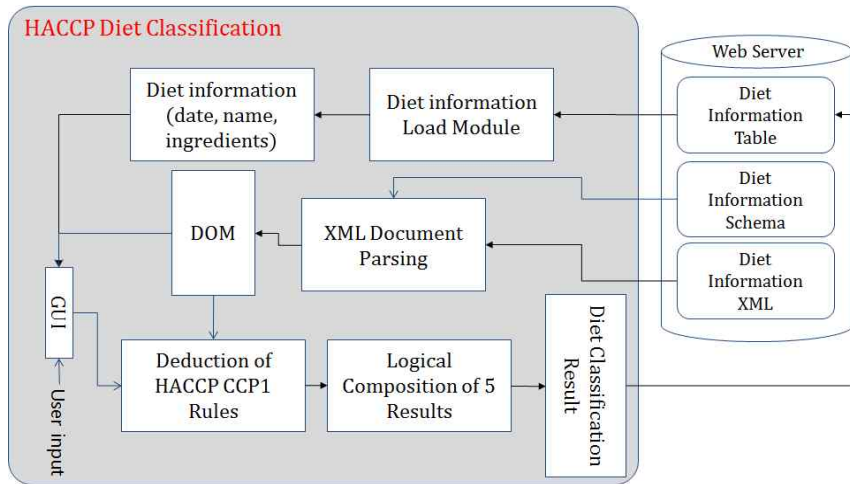 HACCP Diet Classification
Web Server
Diet information
(date, name,
ingredients)
Diet information
Load Module
Diet
Information
Table
DOM
XML Document
Parsing
Diet
Information
Schema
Diet
Information
XML
GUI
User input
Deduction of
HACCP CCP1
Rules
Logical
Composition of 5
Results
Diet Classification
Result